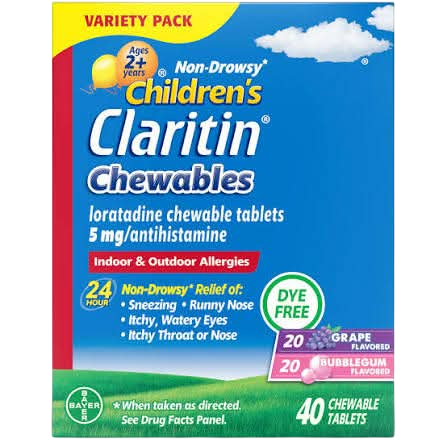 VARIETY PACK
Ages
2+
years
Non-Drowsy*
Children's
Claritin®
Chewables
loratadine chewable tablets
5 mg/antihistamine
Indoor & Outdoor Allergies
24
HOUR
Non-Drowsy* Relief of:
• Sneezing • Runny Nose
• Itchy, Watery Eyes
• Itchy Throat or Nose
DYE
FREE
20 GRAPE
FLAVORED
20 BUBBLEGUM
FLAVORED
BAYER
BAYER
*When taken as directed.
See Drug Facts Panel.
40 CHEWABLE
TABLETS
®
®